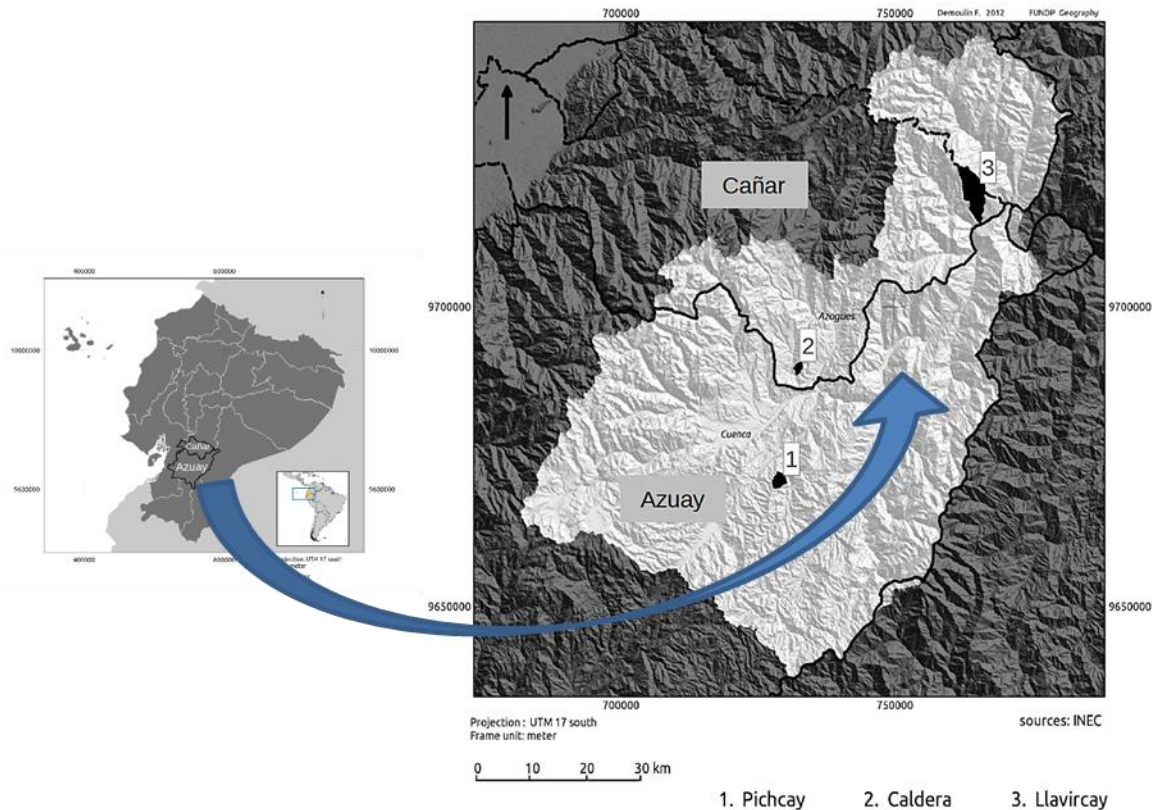 700000 750000 Demoulin F. 2012 FUNDP Geography
Cañar
3
9700000 9700000
Azogues
2
Cuenca
1
Azuay
9650000 9650000
700000 750000
Projection : UTM 17 south
Frame unit: meter
sources: INEC
0 10 20 30 km
1. Pichcay 2. Caldera 3. Llavircay
10000000 10000000
Cañar
Azuay